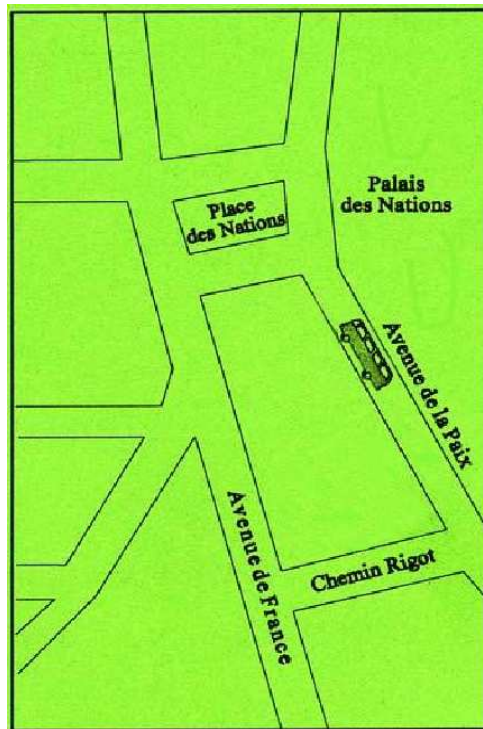 Palais
des Nations
Place
des Nations
Avenue de la Paix
Avenue de France
Chemin Rigot